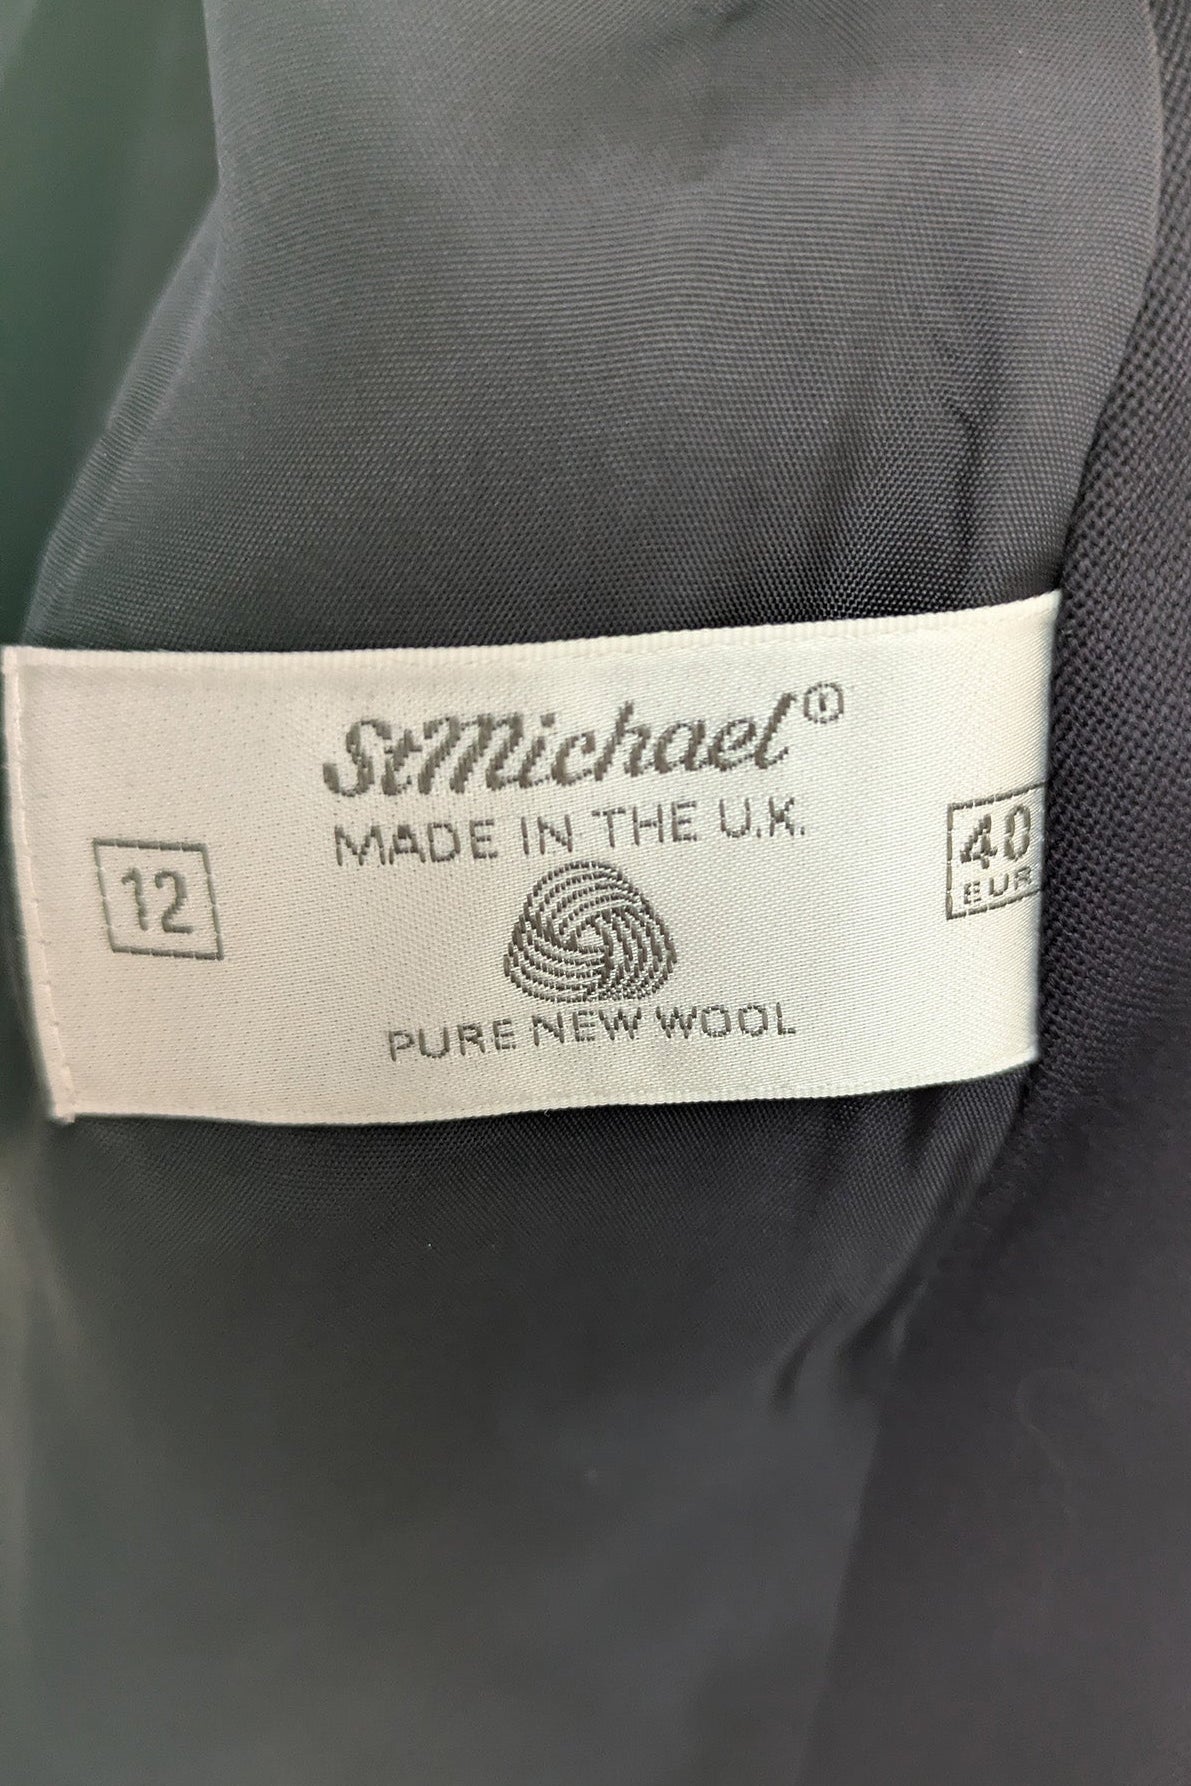 StMichael®
MADE IN THE U.K.
12
40
EUR
PURE NEW WOOL